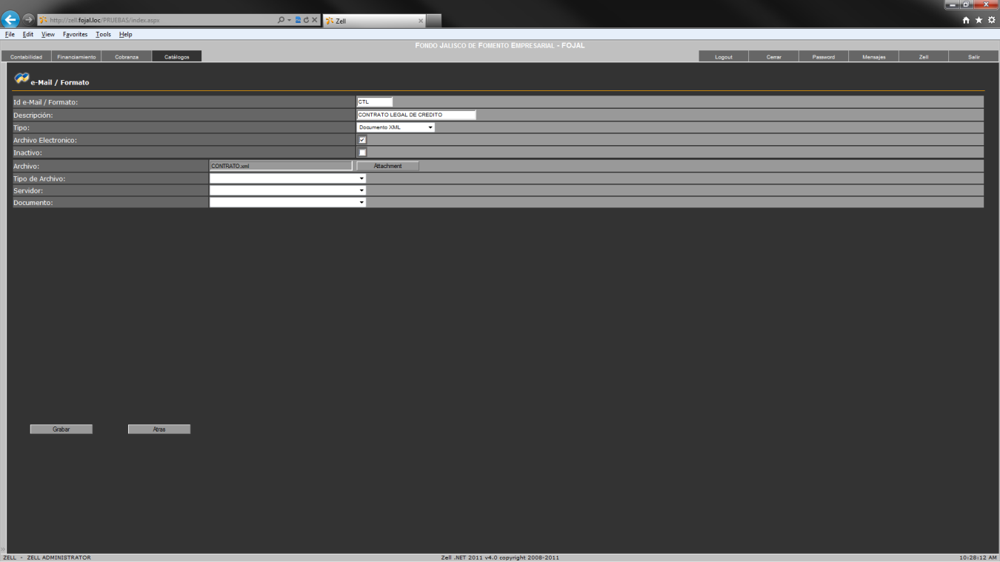 http://zell.fojal.loc/PRUEBAS/index.aspx
Zell
File Edit View Favorites Tools Help
FONDO JALISCO DE FOMENTO EMPRESARIAL - FOJAL
Contabilidad Financiamiento Cobranza Catálogos Logout Cerrar Password Mensajes Zell Salir
e-Mail / Formato
Id e-Mail / Formato: CTL
Descripción: CONTRATO LEGAL DE CREDITO
Tipo: Documento XML
Archivo Electronico:
Inactivo:
Archivo: CONTRATO.xml Attachment
Tipo de Archivo:
Servidor:
Documento:
Grabar Atras
ZELL - ZELL ADMINISTRATOR Zell .NET 2011 v4.0 copyright 2008-2011 10:28:12 AM